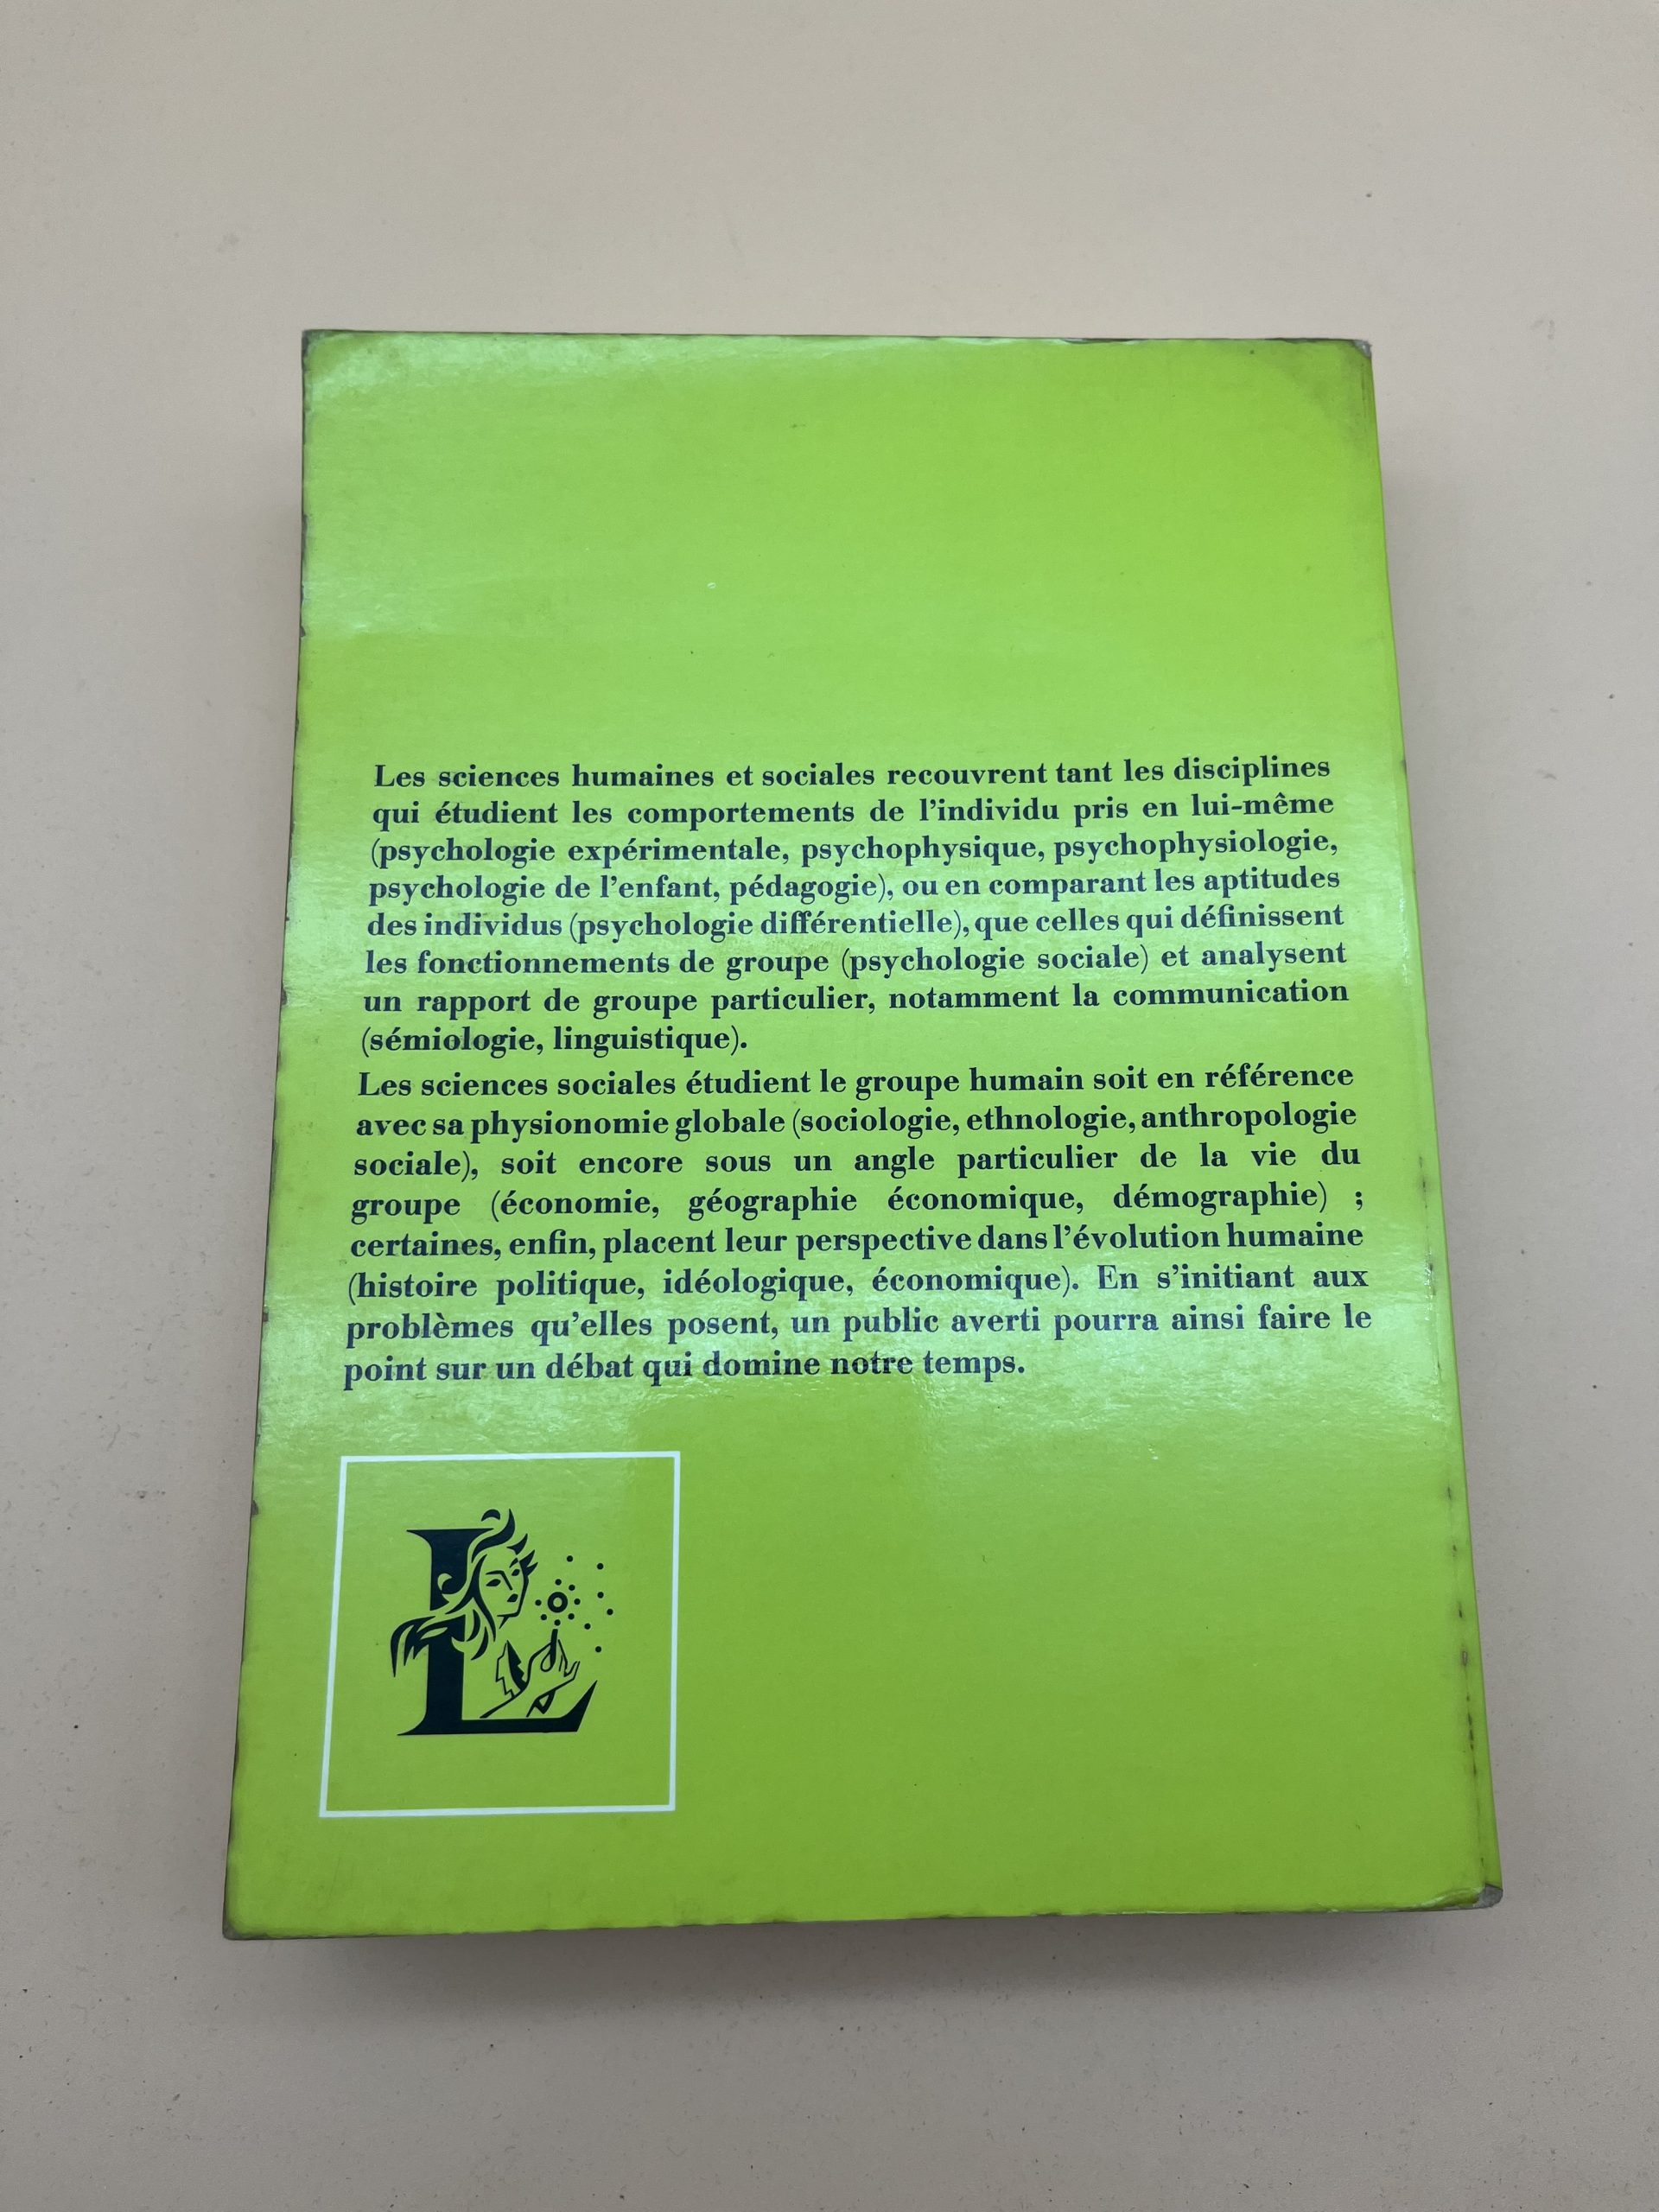 Les sciences humaines et sociales recouvrent tant les disciplines
qui étudient les comportements de l'individu pris en lui-même
(psychologie expérimentale, psychophysique, psychophysiologie,
psychologie de l'enfant, pédagogie), ou en comparant les aptitudes
des individus (psychologie différentielle), que celles qui définissent
les fonctionnements de groupe (psychologie sociale) et analysent
un rapport de groupe particulier, notamment la communication
(sémiologie, linguistique).
Les sciences sociales étudient le groupe humain soit en référence
avec sa physionomie globale (sociologie, ethnologie, anthropologie
sociale), soit encore sous un angle particulier de la vie du
groupe (économie, géographie économique, démographie) ;
certaines, enfin, placent leur perspective dans l'évolution humaine
(histoire politique, idéologique, économique). En s'initiant aux
problèmes qu'elles posent, un public averti pourra ainsi faire le
point sur un débat qui domine notre temps.
L